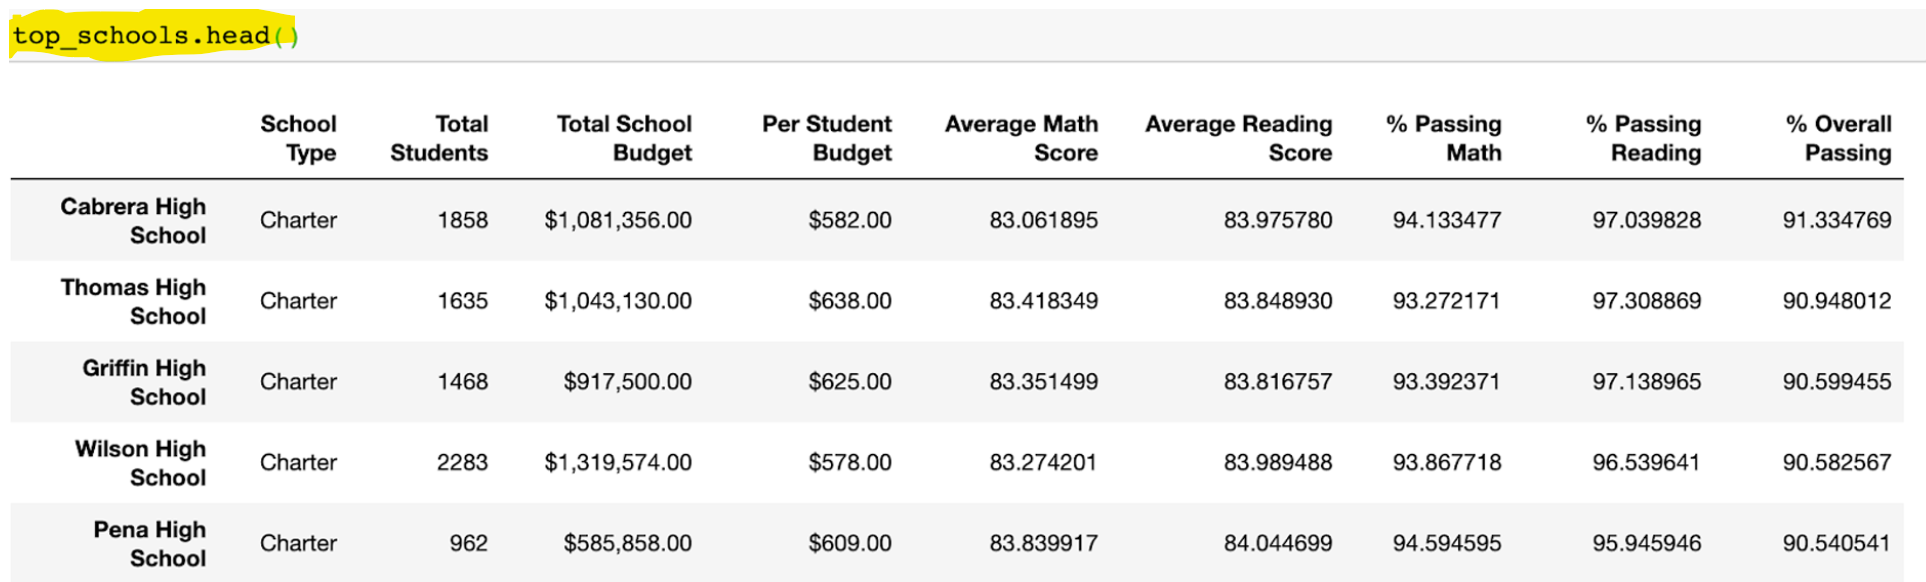 top_schools.head()
School Total Total School Per Student Average Math Average Reading % Passing % Passing % Overall
Type Students Budget Budget Score Score Math Reading Passing
Cabrera High
School Charter 1858 $1,081,356.00 $582.00 83.061895 83.975780 94.133477 97.039828 91.334769
Thomas High
School Charter 1635 $1,043,130.00 $638.00 83.418349 83.848930 93.272171 97.308869 90.948012
Griffin High
School Charter 1468 $917,500.00 $625.00 83.351499 83.816757 93.392371 97.138965 90.599455
Wilson High
School Charter 2283 $1,319,574.00 $578.00 83.274201 83.989488 93.867718 96.539641 90.582567
Pena High
School Charter 962 $585,858.00 $609.00 83.839917 84.044699 94.594595 95.945946 90.540541